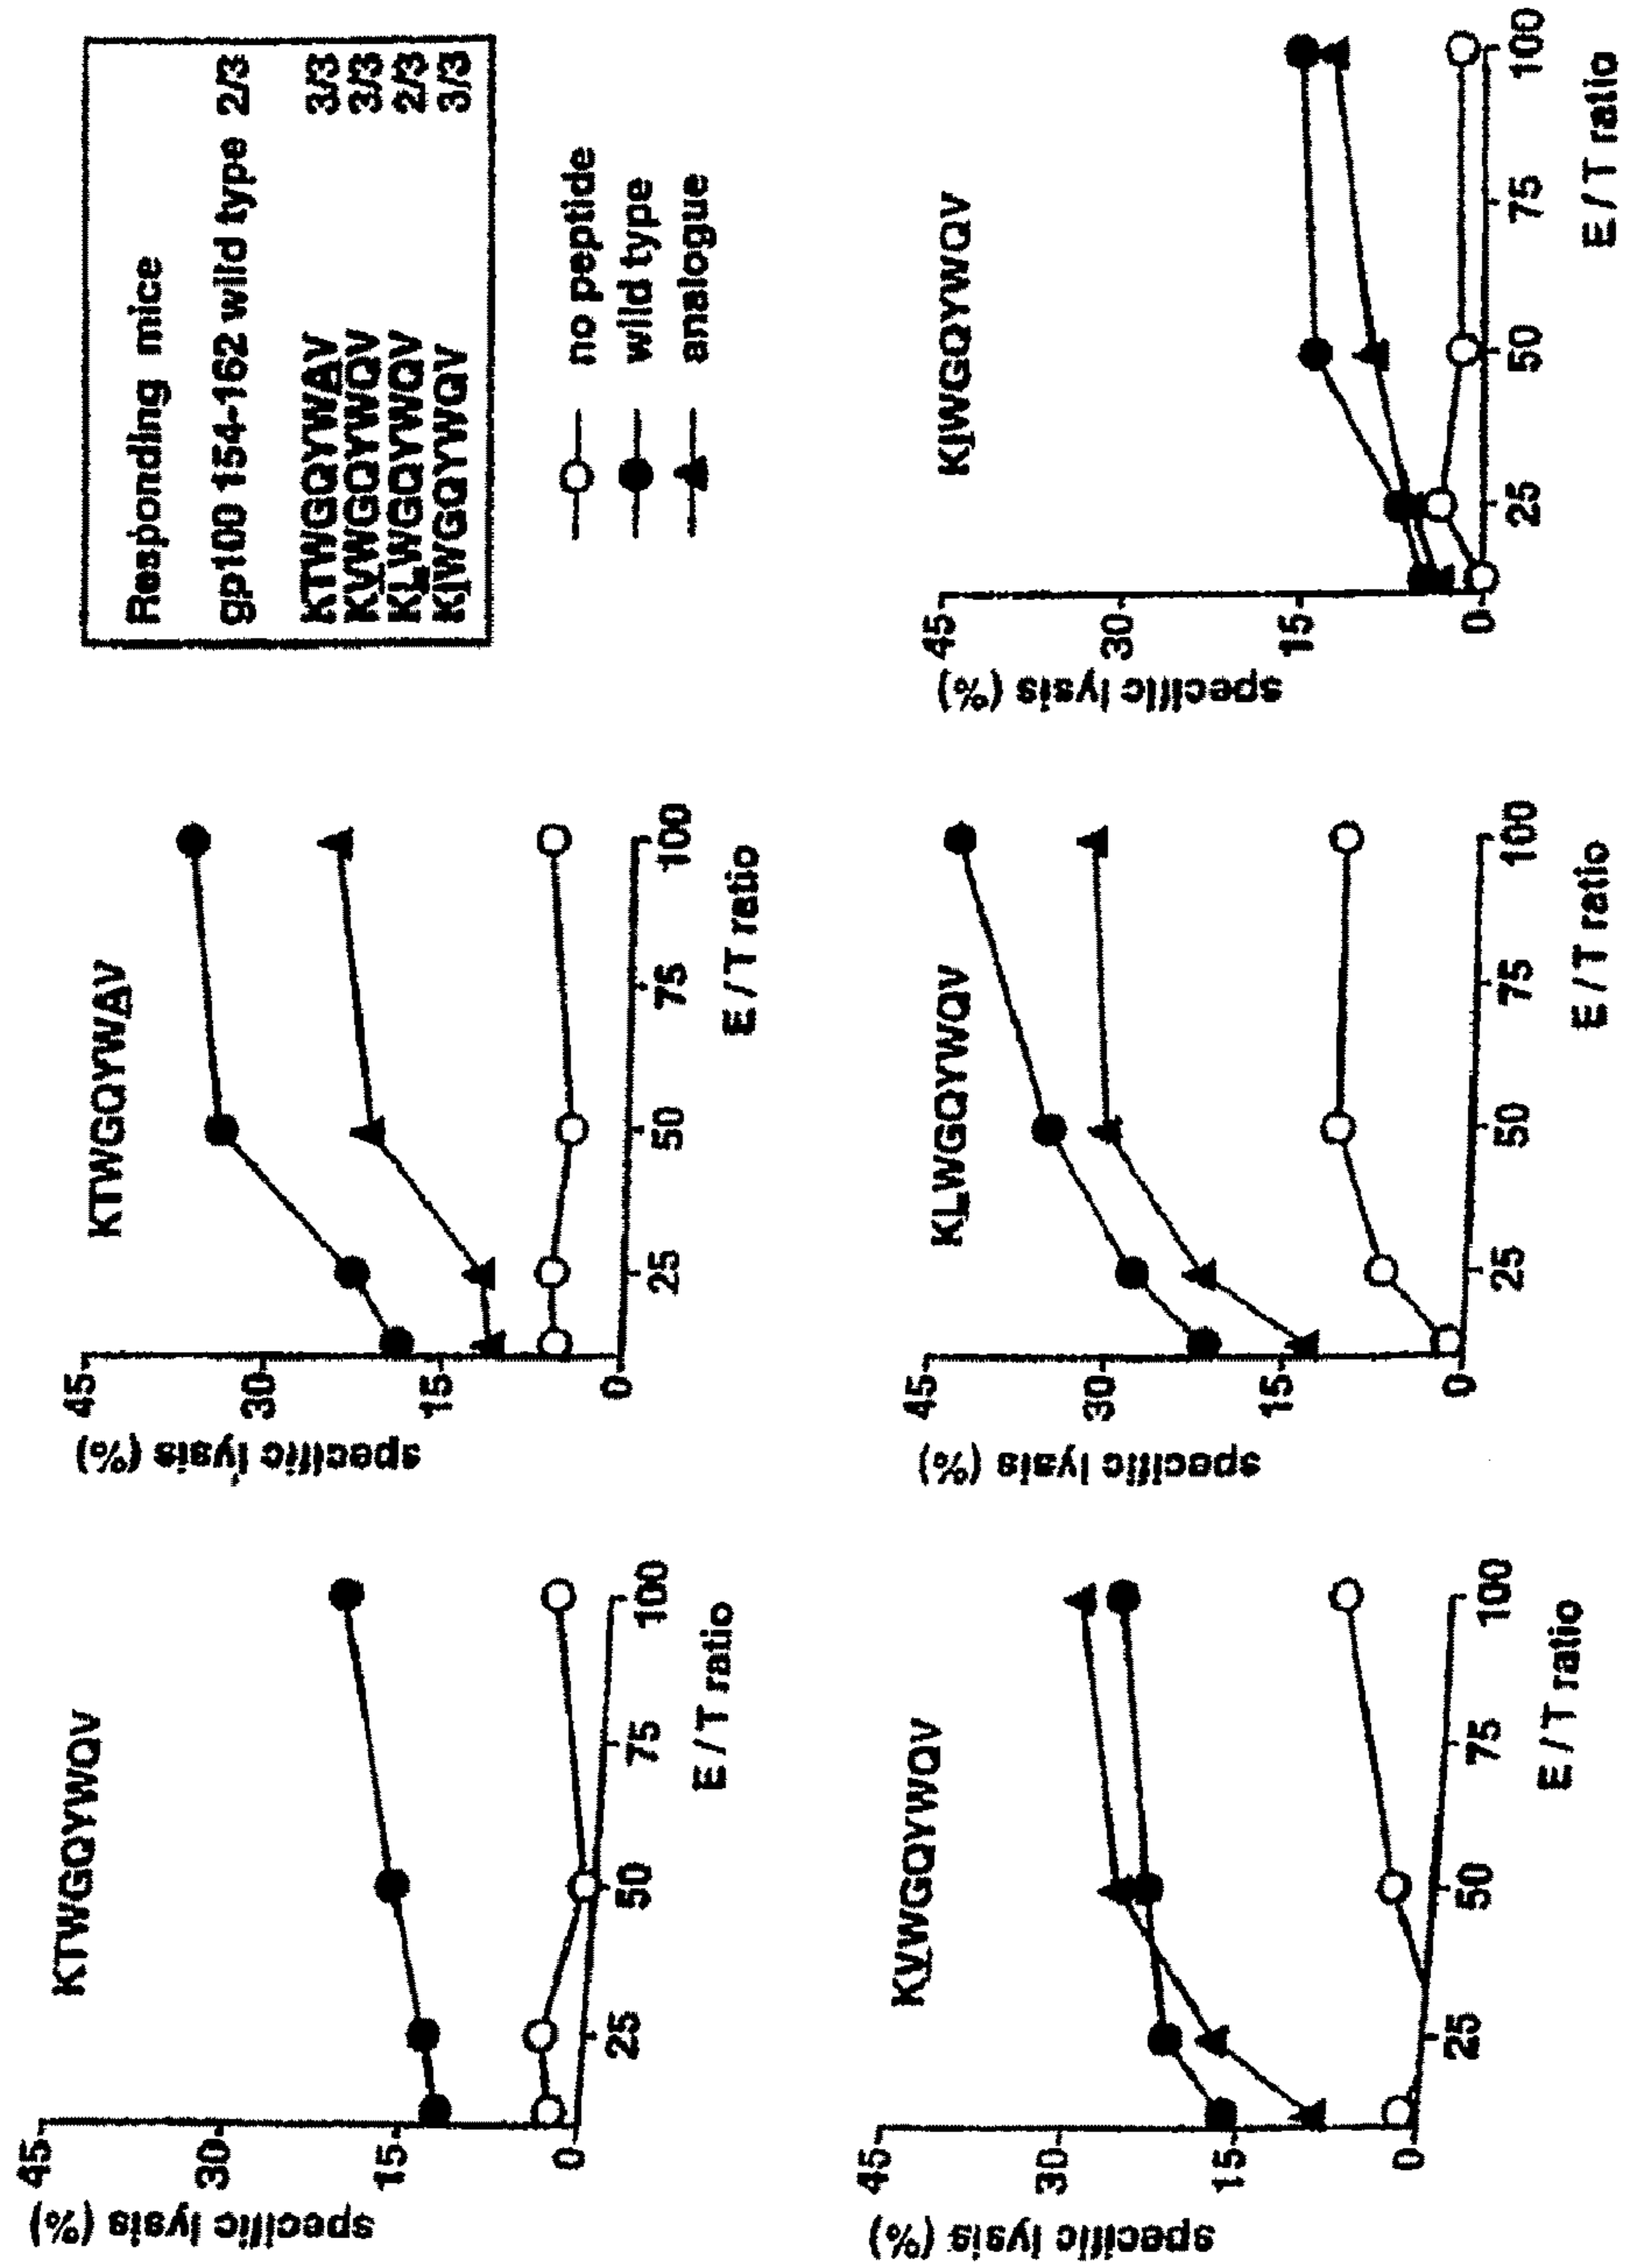 KTWGQYWQV
specific lysis (%)
45
30
15
0
25
50
75
100
E / T ratio
KTWGQYWAV
specific lysis (%)
45
30
15
0
25
50
75
100
E / T ratio
Responding mice
gp100 154-162 wild type 2/3
KTWGQYWAV 3/3
KVWGQYWQV 3/3
KLWGQYWQV 2/3
KIWGQYWQV 3/3
no peptide
wild type
analogue
KVWGQYWQV
specific lysis (%)
45
30
15
0
25
50
75
100
E / T ratio
KLWGQYWQV
specific lysis (%)
45
30
15
0
25
50
75
100
E / T ratio
KIWGQYWQV
specific lysis (%)
45
30
15
0
25
50
75
100
E / T ratio